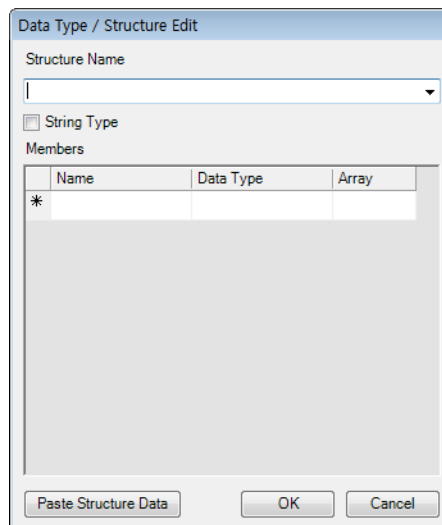 Data Type / Structure Edit
Structure Name
String Type
Members
Name Data Type Array
*
Paste Structure Data OK Cancel